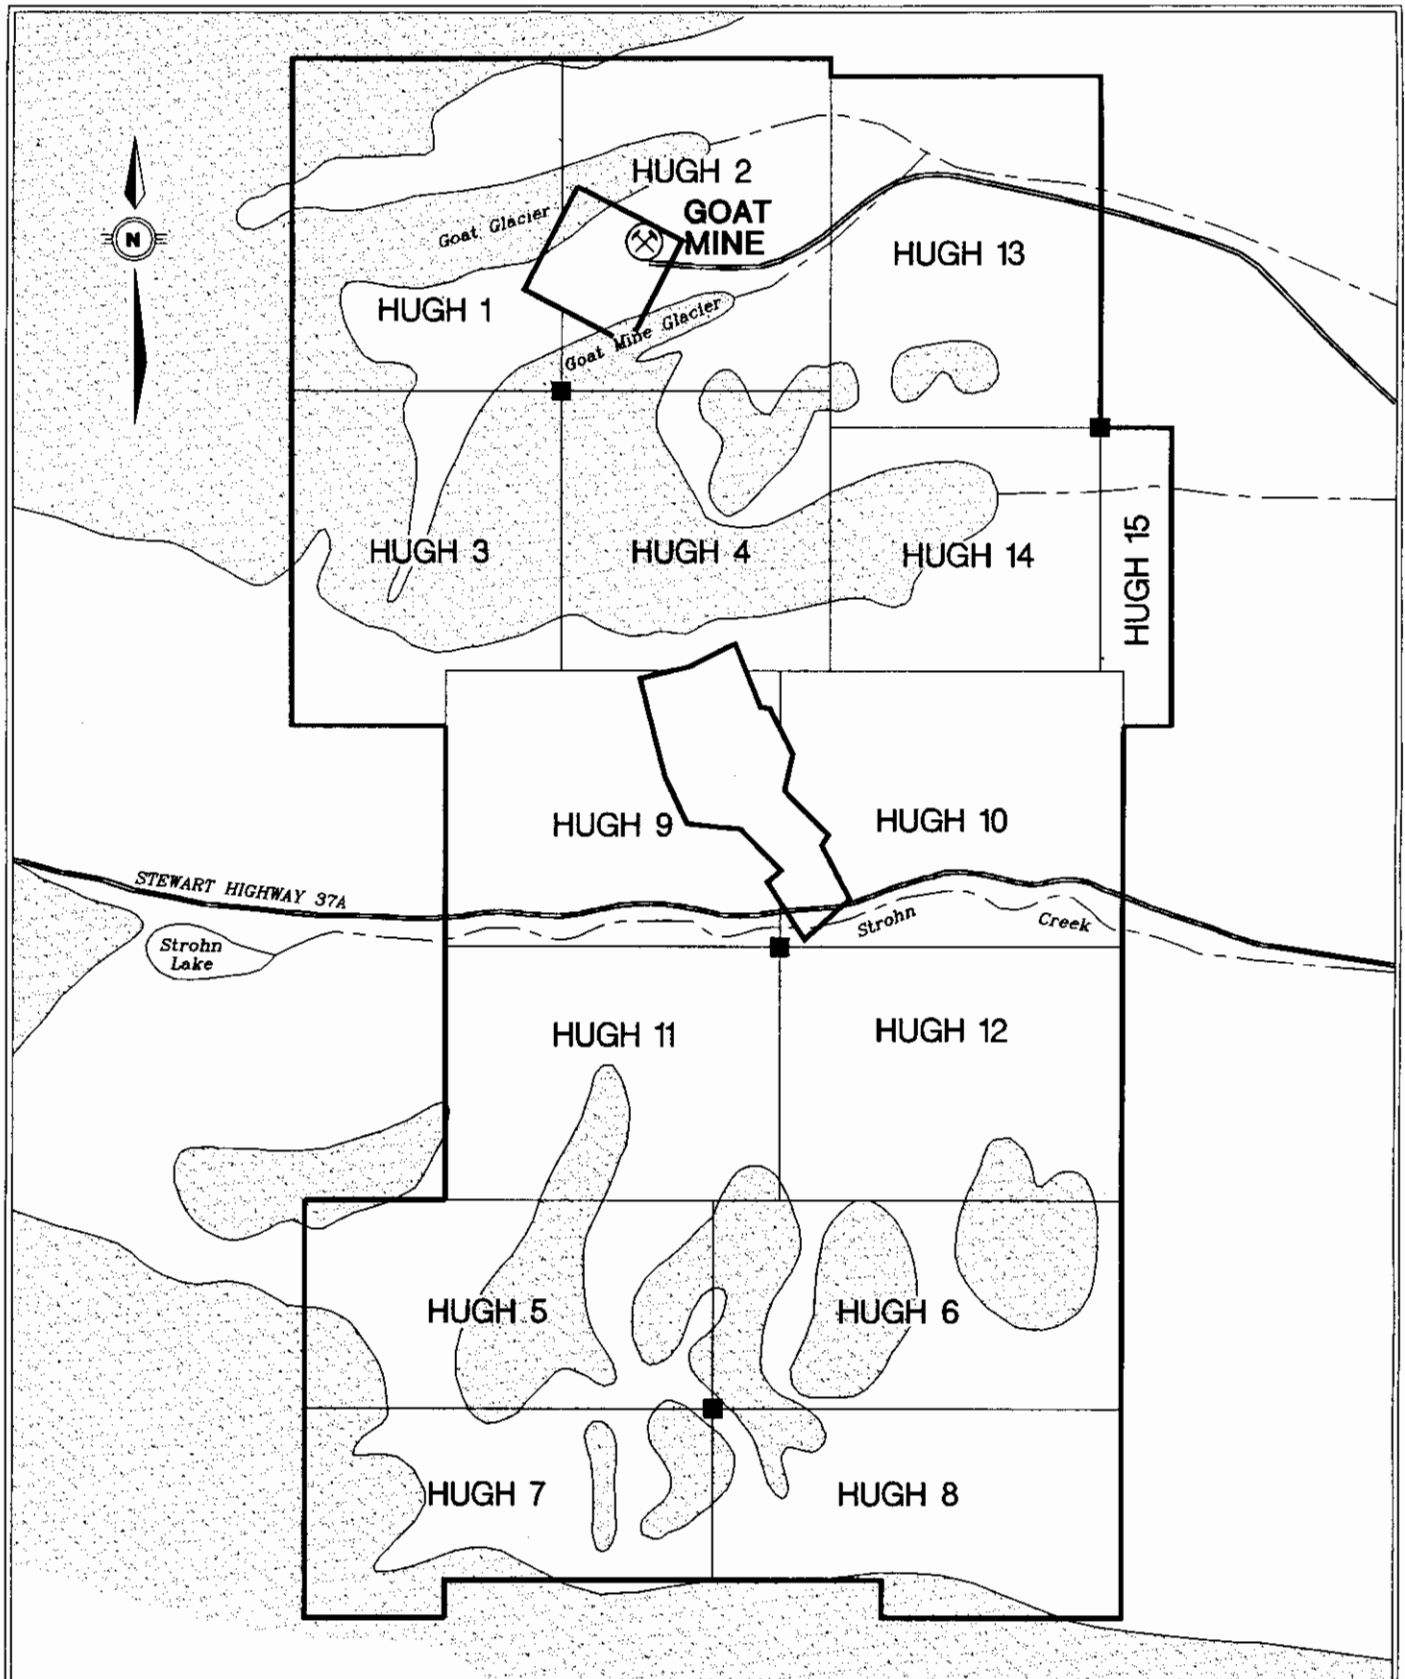 HUGH 2
GOAT
MINE
N
Goat Glacier
HUGH 13
HUGH 1
Goat Mine Glacier
HUGH 3
HUGH 4
HUGH 14
HUGH 15
HUGH 9
HUGH 10
STEWART HIGHWAY 37A
Strohn Creek
Strohn
Lake
HUGH 11
HUGH 12
HUGH 5
HUGH 6
HUGH 7
HUGH 8